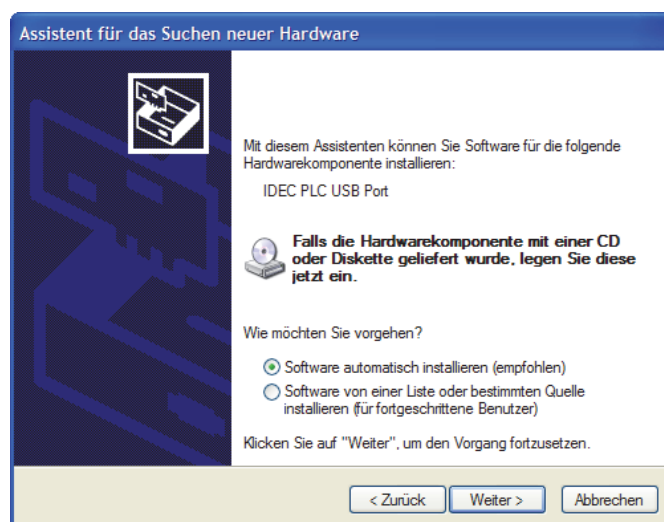 Assistent für das Suchen neuer Hardware
Mit diesem Assistenten können Sie Software für die folgende
Hardwarekomponente installieren:
IDEC PLC USB Port
Falls die Hardwarekomponente mit einer CD
oder Diskette geliefert wurde, legen Sie diese
jetzt ein.
Wie möchten Sie vorgehen?
Software automatisch installieren (empfohlen)
Software von einer Liste oder bestimmten Quelle
installieren (für fortgeschrittene Benutzer)
Klicken Sie auf "Weiter", um den Vorgang fortzusetzen.
< Zurück Weiter > Abbrechen